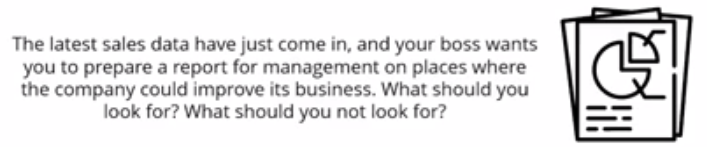 The latest sales data have just come in, and your boss wants
you to prepare a report for management on places where
the company could improve its business. What should you
look for? What should you not look for?